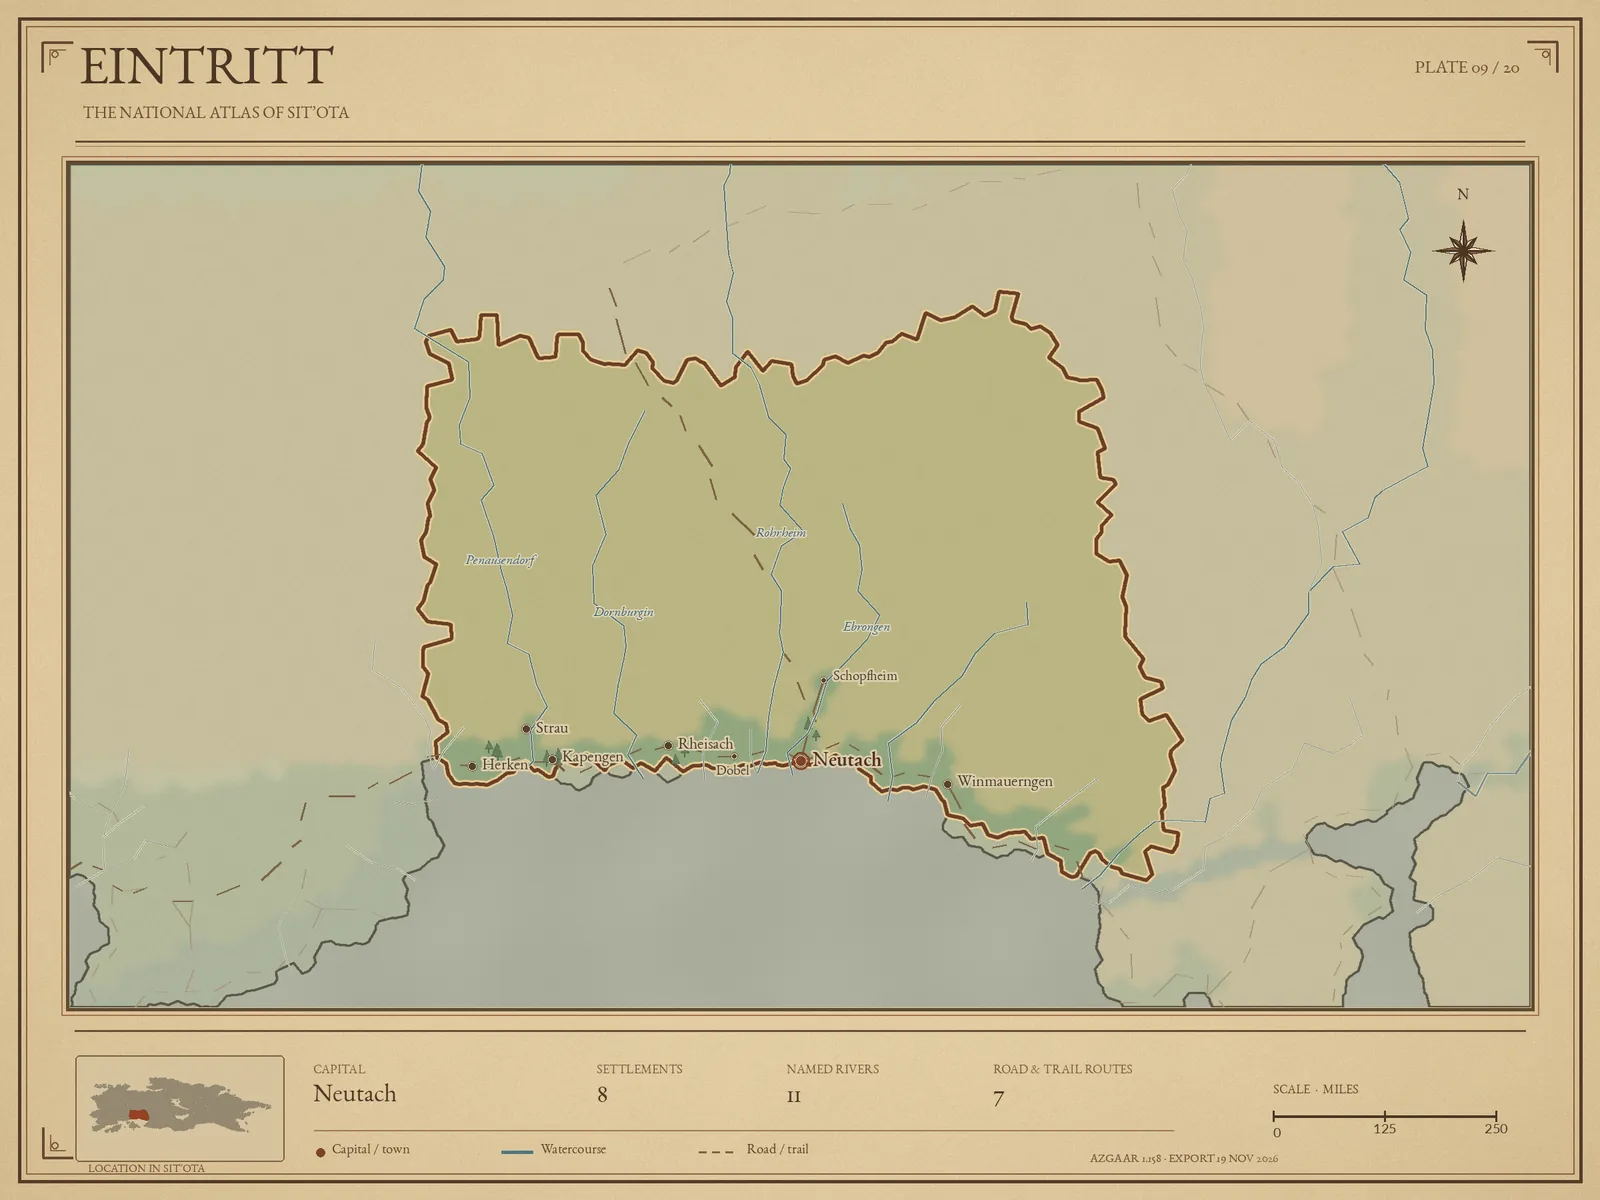 EINTRITT
PLATE 09 / 20
THE NATIONAL ATLAS OF SIT'OTA
N
Rohrheim
Penausendorf
Dornburgin
Ebrongen
Schopfheim
Strau
Rheisach
Kapengen
Neutach
Herken
Dobel
Winmauerngen
CAPITAL
Neutach
SETTLEMENTS
8
NAMED RIVERS
11
ROAD & TRAIL ROUTES
7
SCALE · MILES
0 125 250
Capital / town
Watercourse
Road / trail
AZGAAR 1.158 · EXPORT 19 NOV 2026
LOCATION IN SIT'OTA